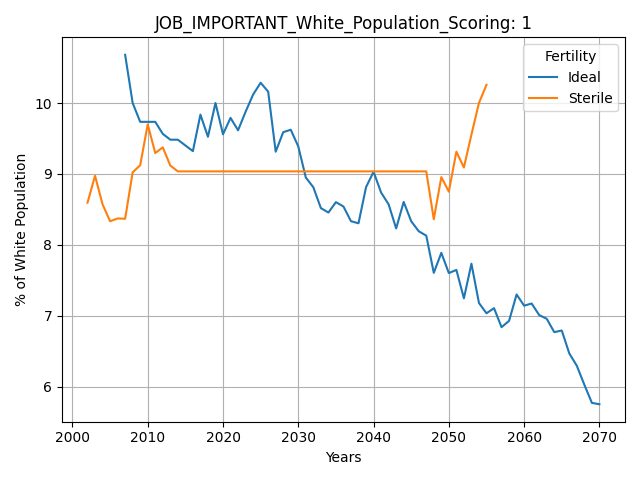 JOB_IMPORTANT_White_Population_Scoring: 1
Fertility
Ideal
Sterile
% of White Population
10
9
8
7
6
2000 2010 2020 2030 2040 2050 2060 2070
Years